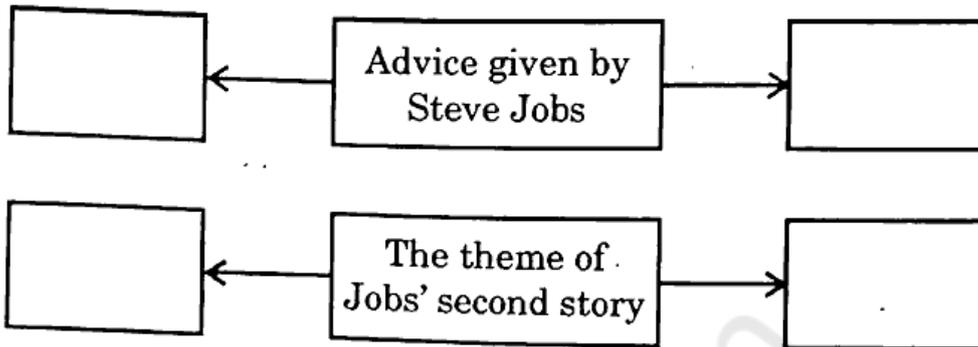 Advice given by
Steve Jobs
The theme of
Jobs' second story